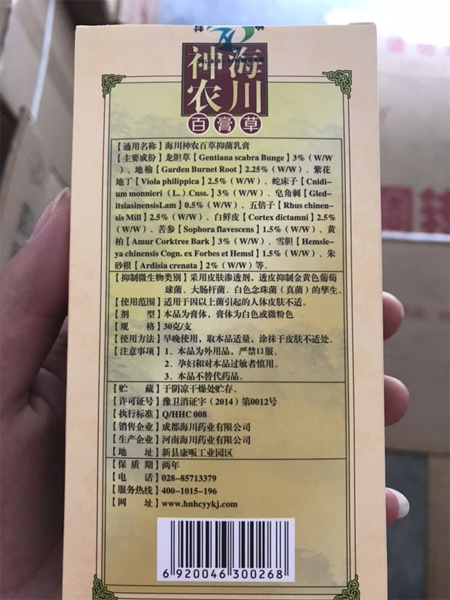 神农 海川
百膏草
【通用名称】海川神农百草抑菌乳膏
【主要成份】龙胆草(Gentiana scabra Bunge)3%(W/W
)、地榆(Garden Burnet Root)2.25%(W/W)、紫花
地丁(Viola philippica)2.5%(W/W)、蛇床子(Cnidi-
um monnieri (L.) Cuss.) 3%(W/W)、皂角刺(Gled-
itsiasinensisLam)0.5%(W/W)、五倍子(Rhus chinen-
sis Mill)2.5%(W/W)、白鲜皮(Cortex dictamni)2.5%
(W/W)、苦参(Sophora flavescens)1.5%(W/W)、黄
柏(Amur Corktree Bark)3%(W/W)、雪胆(Hemsle-
ya chinensis Cogn. ex Forbes et Hemsl)1.5%(W/W)、朱
砂根(Ardisia crenata)2%(W/W)等。
【抑制微生物类别】采用皮肤渗透剂,透皮抑制金黄色葡萄
球菌、大肠杆菌、白色念珠菌(真菌)的孳生。
【使用范围】适用于因以上菌引起的人体皮肤不适。
【剂 型】本品为膏体,膏体为白色或微粉色
【规 格】30克/支
【使用方法】早晚使用,取本品适量,涂抹于皮肤不适处。
【注意事项】1、本品为外用品,严禁口服。
2、孕妇和对本品过敏者慎用。
3、本品不替代药品。
【贮 藏】于阴凉干燥处贮存。
【许可证号】豫卫消证字(2014)第0012号
【执行标准】Q/HHC 008
【销售企业】成都海川药业有限公司
【生产企业】河南海川药业有限公司
【地 址】新县康畈工业园区
【保 质 期】两年
【电 话】028-85713379
【服务热线】400-1015-196
【网 址】www.hnhcyykj.com
6 920046 300268